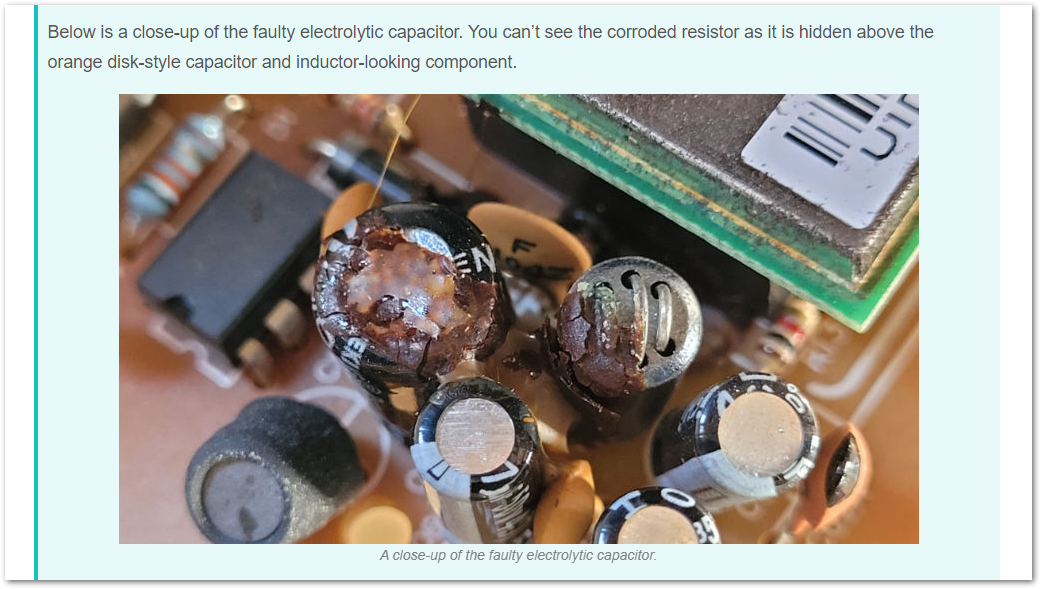 Below is a close-up of the faulty electrolytic capacitor. You can’t see the corroded resistor as it is hidden above the
orange disk-style capacitor and inductor-looking component.
A close-up of the faulty electrolytic capacitor.